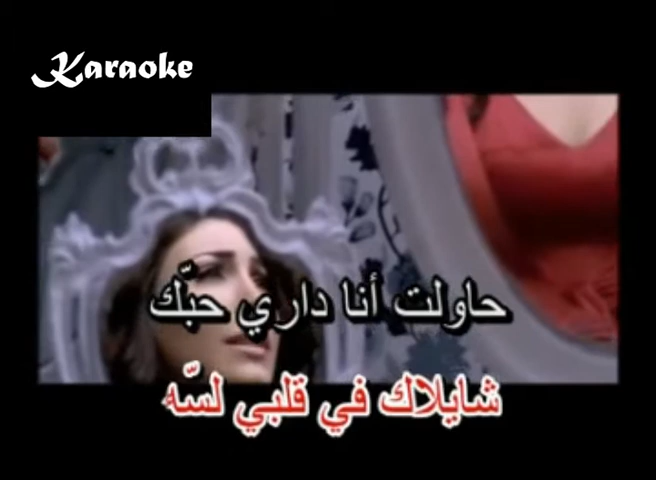 Karaoke
حاولت أنا داري حبّك
شايلاك في قلبي لسّه